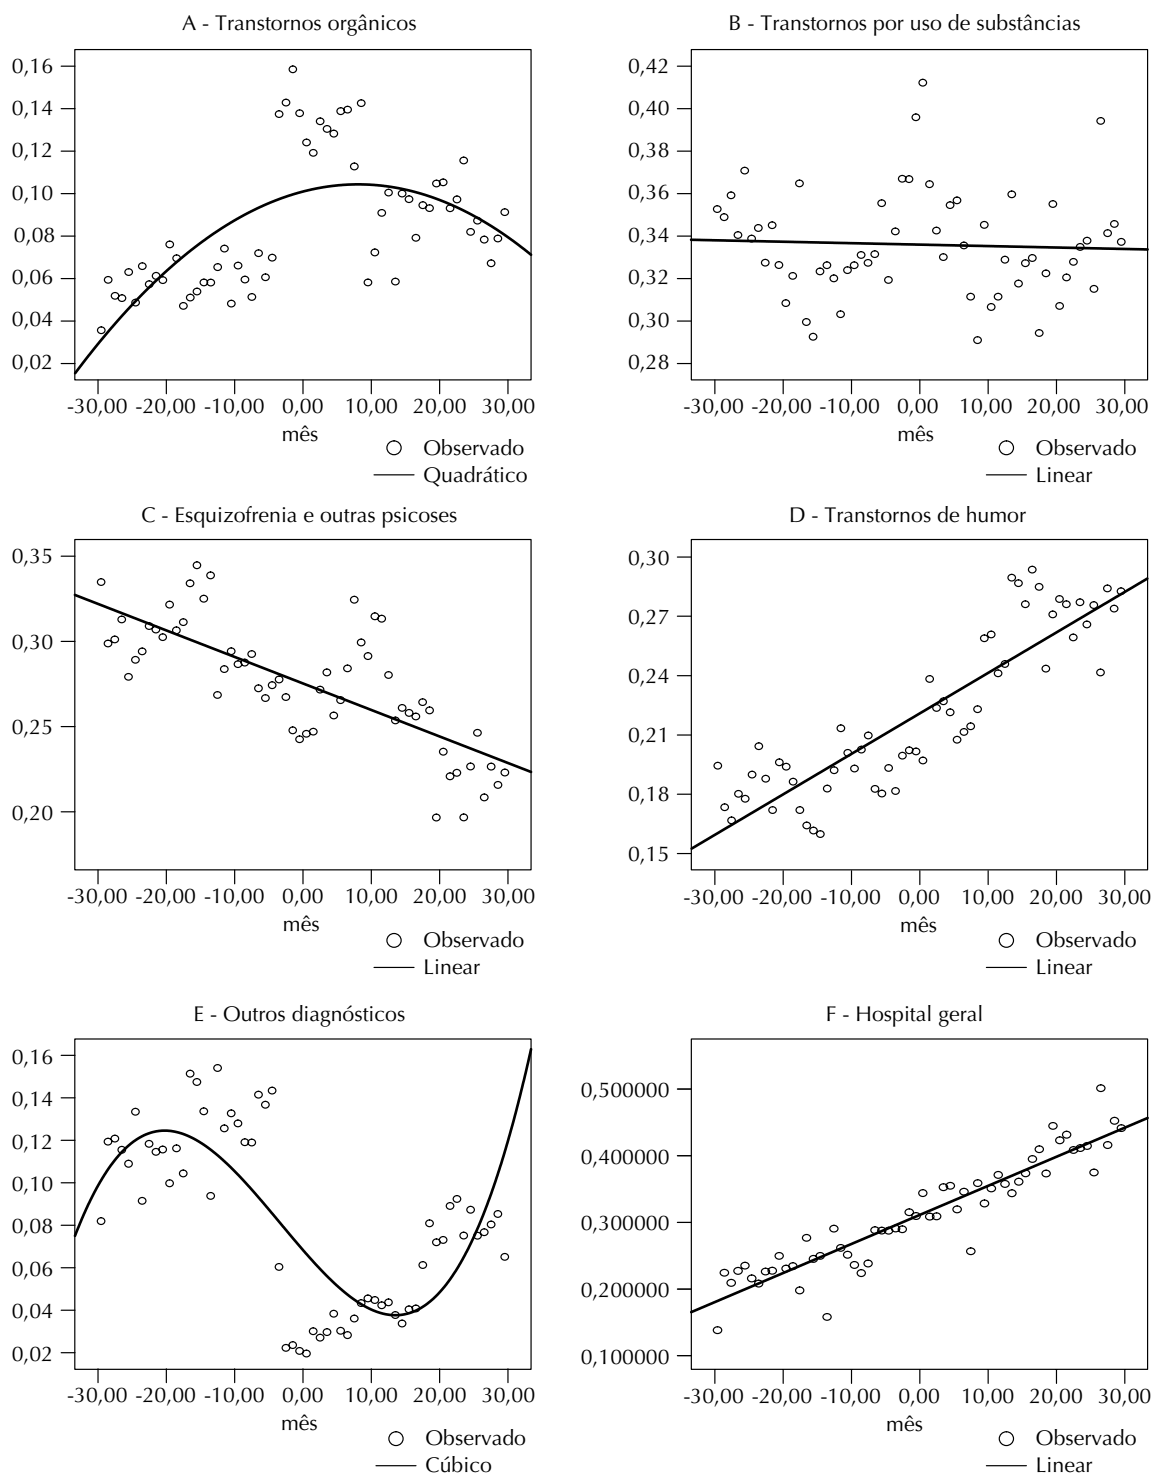 A - Transtornos orgânicos
0,16
0,14
0,12
0,10
0,08
0,06
0,04
0,02
-30,00 -20,00 -10,00 0,00 10,00 20,00 30,00
mês
Observado
Quadrático
B - Transtornos por uso de substâncias
0,42
0,40
0,38
0,36
0,34
0,32
0,30
0,28
-30,00 -20,00 -10,00 0,00 10,00 20,00 30,00
mês
Observado
Linear
C - Esquizofrenia e outras psicoses
0,35
0,30
0,25
0,20
-30,00 -20,00 -10,00 0,00 10,00 20,00 30,00
mês
Observado
Linear
D - Transtornos de humor
0,30
0,27
0,24
0,21
0,18
0,15
-30,00 -20,00 -10,00 0,00 10,00 20,00 30,00
mês
Observado
Linear
E - Outros diagnósticos
0,16
0,14
0,12
0,10
0,08
0,06
0,04
0,02
-30,00 -20,00 -10,00 0,00 10,00 20,00 30,00
mês
Observado
Cúbico
F - Hospital geral
0,500000
0,400000
0,300000
0,200000
0,100000
-30,00 -20,00 -10,00 0,00 10,00 20,00 30,00
mês
Observado
Linear